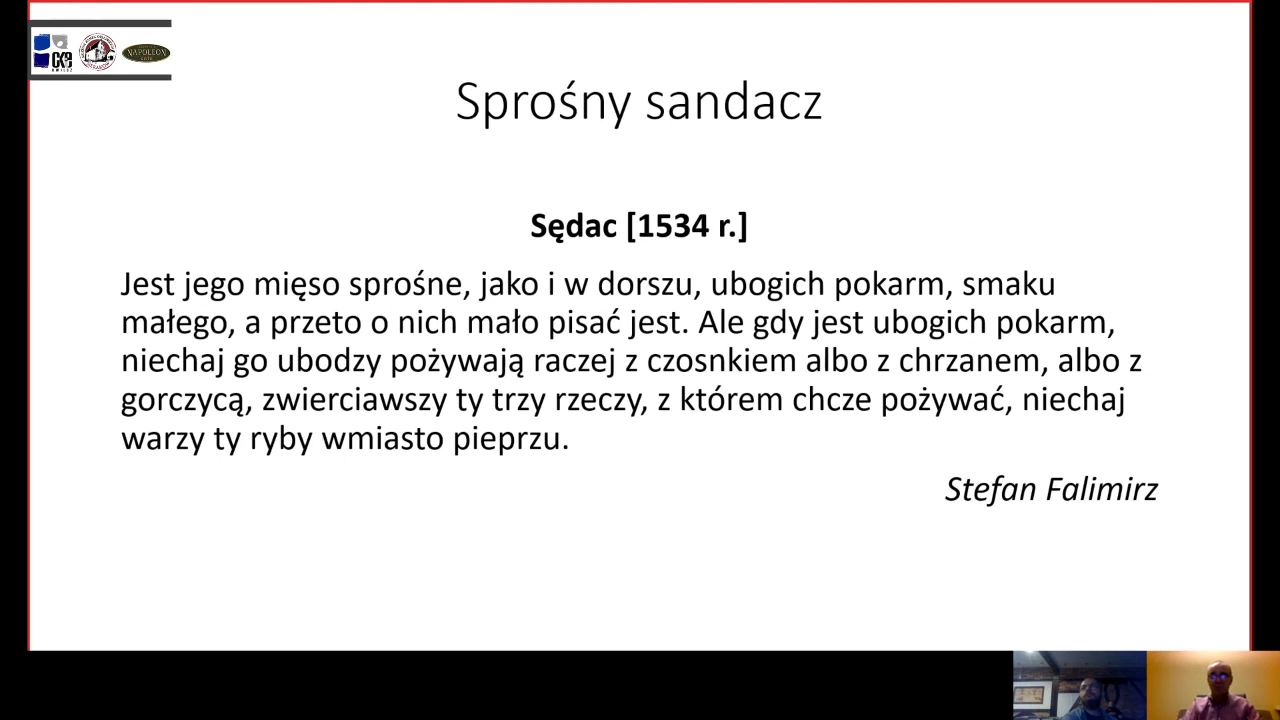 NAPOLEON
Sprośny sandacz
Sędac [1534 r.]
Jest jego mięso sprośne, jako i w dorszu, ubogich pokarm, smaku
małego, a przeto o nich mało pisać jest. Ale gdy jest ubogich pokarm,
niechaj go ubodzy pożywają raczej z czosnkiem albo z chrzanem, albo z
gorczycą, zwierciawszy ty trzy rzeczy, z którem chcze pożywać, niechaj
warzy ty ryby wmiasto pieprzu.
Stefan Falimirz